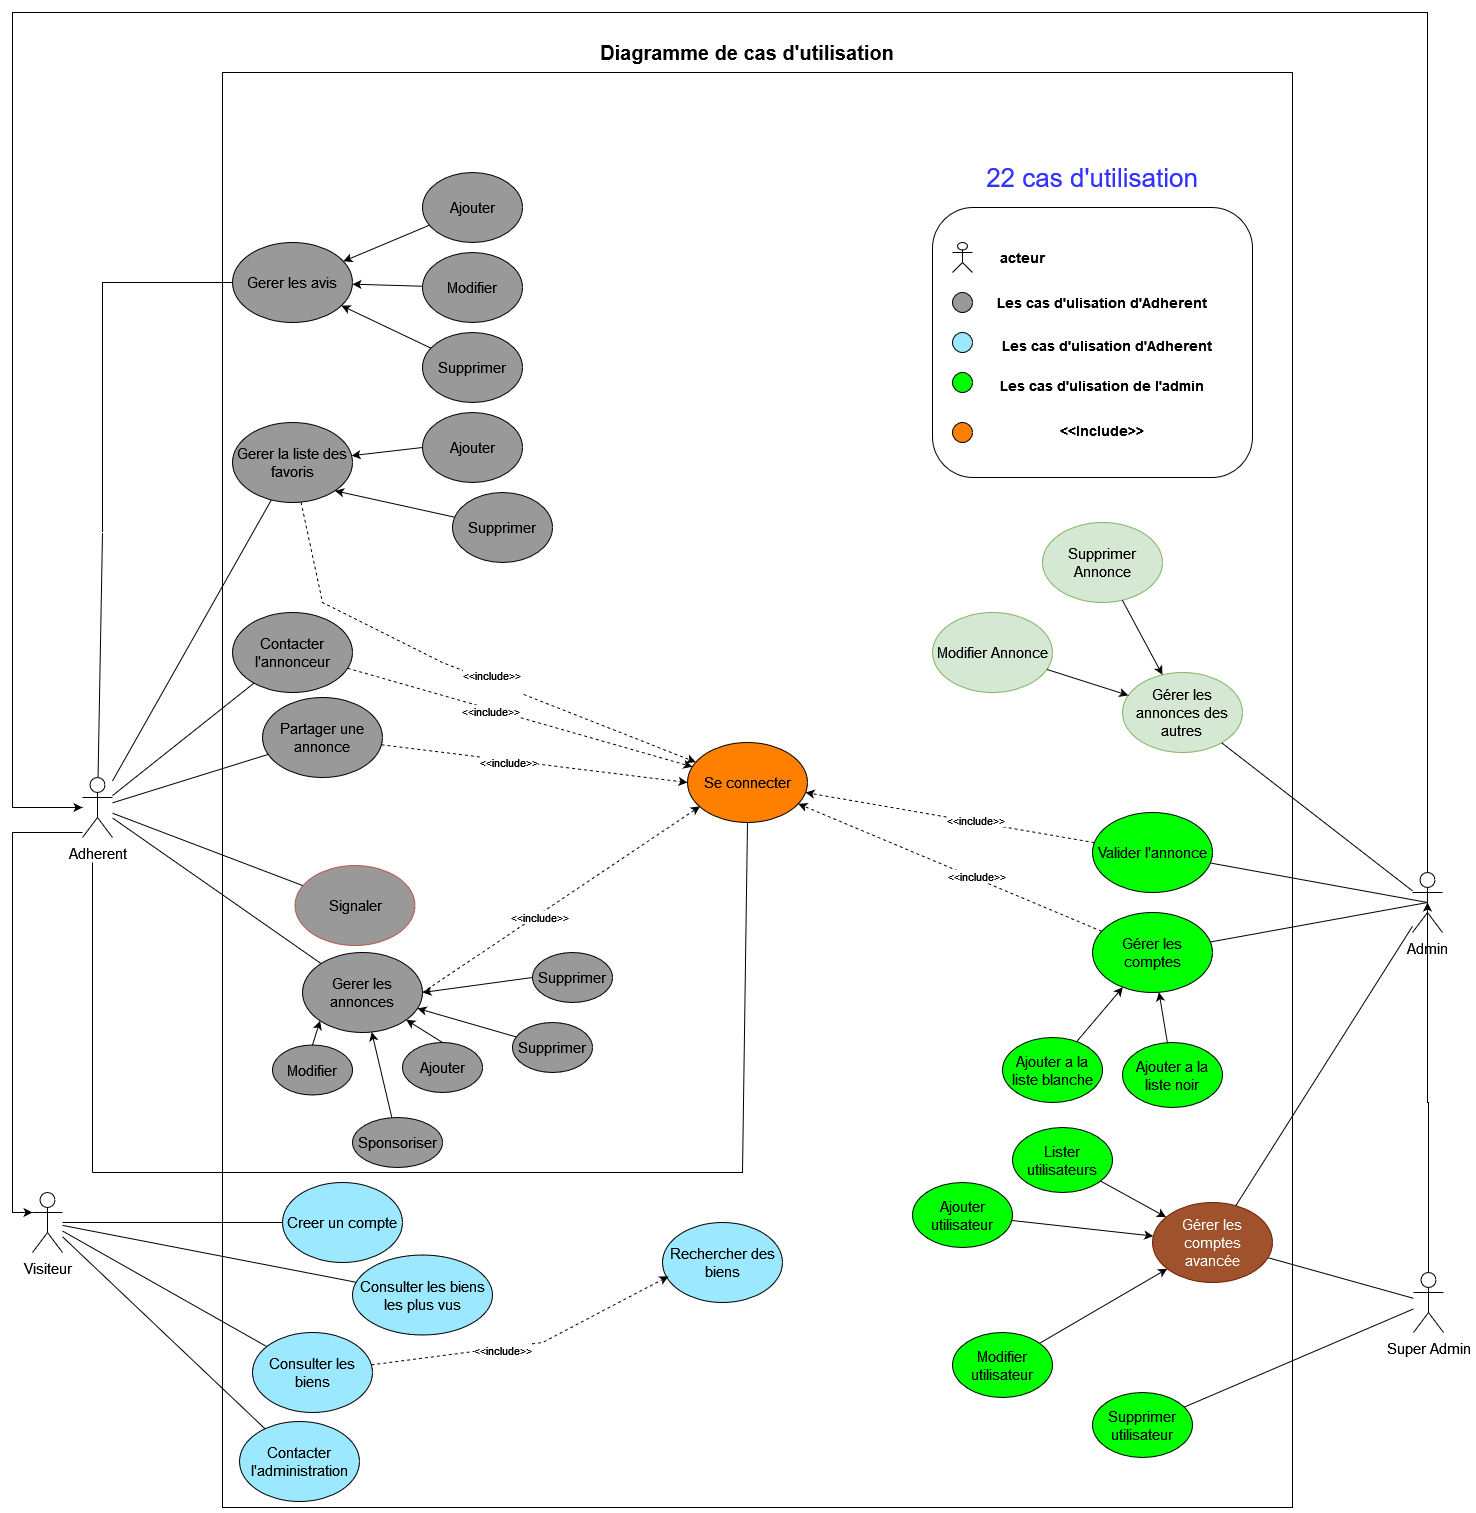 Diagramme de cas d'utilisation
22 cas d'utilisation
acteur
Les cas d'ulisation d'Adherent
Les cas d'ulisation d'Adherent
Les cas d'ulisation de l'admin
<<Include>>
Ajouter
Gerer les avis
Modifier
Supprimer
Gerer la liste des
favoris
Ajouter
Supprimer
Supprimer
Annonce
Modifier Annonce
Gérer les
annonces des
autres
Contacter
l'annonceur
<<include>>
<<include>>
Partager une
annonce
<<include>>
Se connecter
Adherent
<<include>>
Valider l'annonce
<<include>>
Signaler
<<include>>
Admin
Gérer les
comptes
Gerer les
annonces
Supprimer
Supprimer
Modifier
Ajouter
Sponsoriser
Ajouter a la
liste blanche
Ajouter a la
liste noir
Lister
utilisateurs
Ajouter
utilisateur
Gérer les
comptes
avancée
Visiteur
Creer un compte
Consulter les biens
les plus vus
Rechercher des
biens
<<include>>
Consulter les
biens
Super Admin
Modifier
utilisateur
Supprimer
utilisateur
Contacter
l'administration